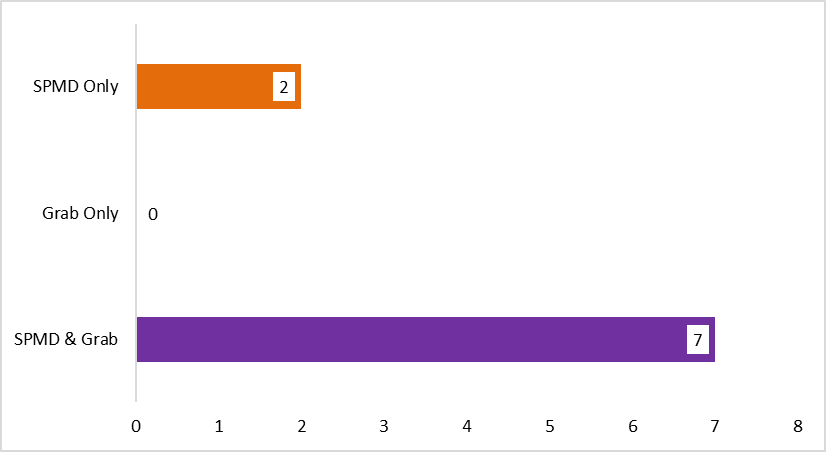 SPMD Only
2
Grab Only
0
SPMD & Grab
7
0 1 2 3 4 5 6 7 8